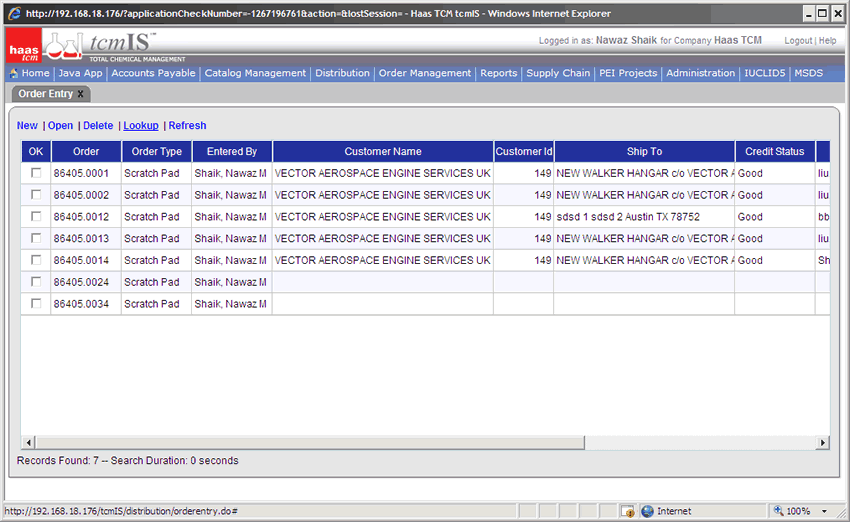 http://192.168.18.176/?applicationCheckNumber=-1267196761&action=&lostSession= - Haas TCM tcmIS - Windows Internet Explorer
haas tcm tcmIS™ Logged in as: Nawaz Shaik for Company Haas TCM Logout | Help
TOTAL CHEMICAL MANAGEMENT
Home | Java App | Accounts Payable | Catalog Management | Distribution | Order Management | Reports | Supply Chain | PEI Projects | Administration | IUCLID5 | MSDS
Order Entry x
New | Open | Delete | Lookup | Refresh
OK Order Order Type Entered By Customer Name Customer Id Ship To Credit Status
86405.0001 Scratch Pad Shaik, Nawaz M VECTOR AEROSPACE ENGINE SERVICES UK 149 NEW WALKER HANGAR c/o VECTOR A Good liu
86405.0002 Scratch Pad Shaik, Nawaz M VECTOR AEROSPACE ENGINE SERVICES UK 149 NEW WALKER HANGAR c/o VECTOR A Good liu
86405.0012 Scratch Pad Shaik, Nawaz M VECTOR AEROSPACE ENGINE SERVICES UK 149 sdsd 1 sdsd 2 Austin TX 78752 Good bb
86405.0013 Scratch Pad Shaik, Nawaz M VECTOR AEROSPACE ENGINE SERVICES UK 149 NEW WALKER HANGAR c/o VECTOR A Good liu
86405.0014 Scratch Pad Shaik, Nawaz M VECTOR AEROSPACE ENGINE SERVICES UK 149 NEW WALKER HANGAR c/o VECTOR A Good Sh
86405.0024 Scratch Pad Shaik, Nawaz M
86405.0034 Scratch Pad Shaik, Nawaz M
Records Found: 7 -- Search Duration: 0 seconds
http://192.168.18.176/tcmIS/distribution/orderentry.do# Internet 100%